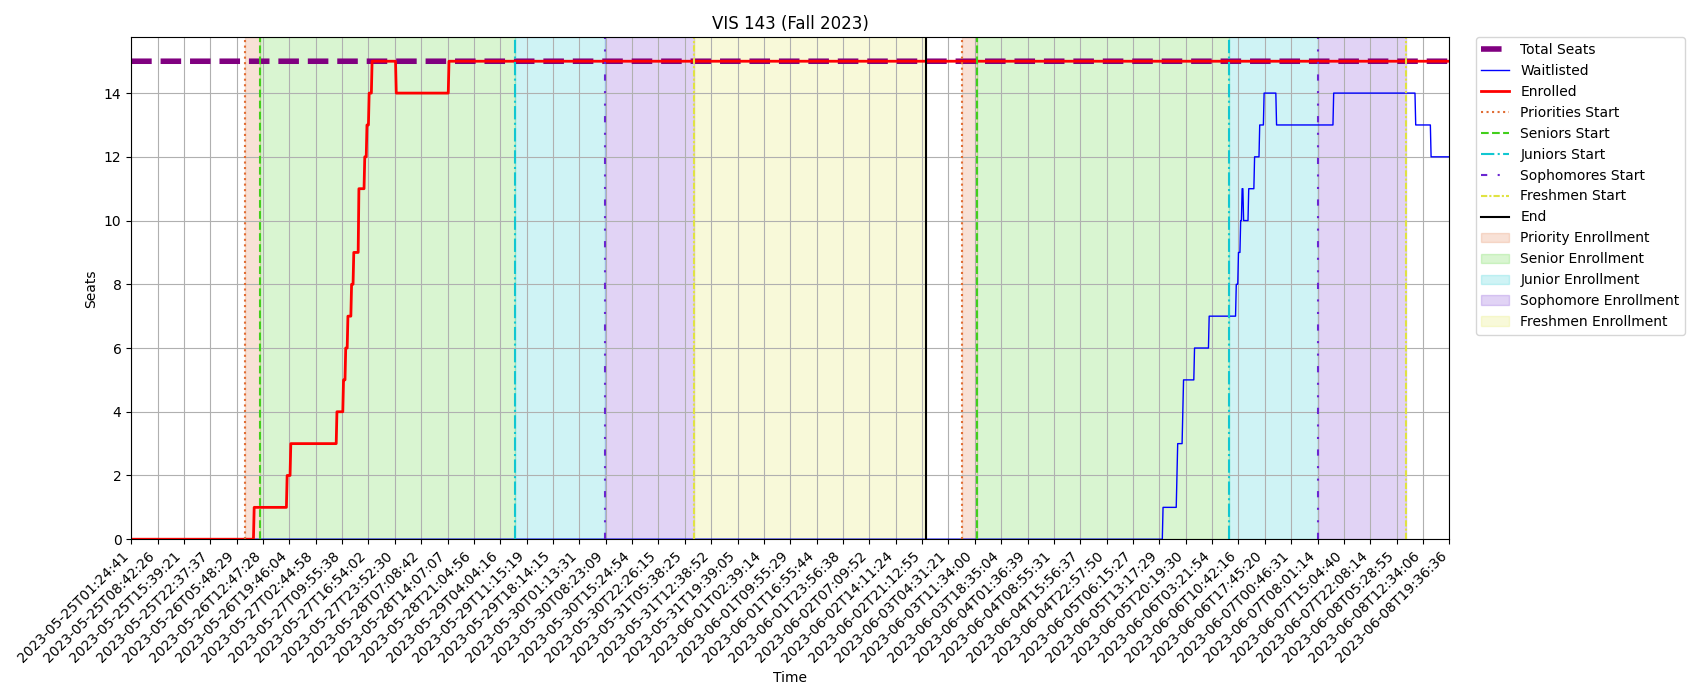 VIS 143 (Fall 2023)
Total Seats
Waitlisted
Enrolled
Priorities Start
Seniors Start
Juniors Start
Sophomores Start
Freshmen Start
End
Priority Enrollment
Senior Enrollment
Junior Enrollment
Sophomore Enrollment
Freshmen Enrollment
Seats
14
12
10
8
6
4
2
0
2023-05-25T01:24:41
2023-05-25T08:42:26
2023-05-25T15:39:21
2023-05-25T22:37:37
2023-05-26T05:48:29
2023-05-26T12:47:28
2023-05-26T19:46:04
2023-05-27T02:44:58
2023-05-27T09:55:38
2023-05-27T16:54:02
2023-05-27T23:52:30
2023-05-28T07:08:42
2023-05-28T14:07:07
2023-05-28T21:04:56
2023-05-29T04:04:16
2023-05-29T11:15:19
2023-05-29T18:14:15
2023-05-30T01:13:31
2023-05-30T08:23:09
2023-05-30T15:24:54
2023-05-30T22:26:15
2023-05-31T05:38:25
2023-05-31T12:38:52
2023-05-31T19:39:05
2023-06-01T02:39:14
2023-06-01T09:55:29
2023-06-01T16:55:44
2023-06-01T23:56:38
2023-06-02T07:09:52
2023-06-02T14:11:24
2023-06-02T21:12:55
2023-06-03T04:31:21
2023-06-03T11:34:00
2023-06-03T18:35:04
2023-06-04T01:36:39
2023-06-04T08:55:31
2023-06-04T15:56:37
2023-06-04T22:57:50
2023-06-05T06:15:27
2023-06-05T13:17:29
2023-06-05T20:19:30
2023-06-06T03:21:54
2023-06-06T10:42:16
2023-06-06T17:45:20
2023-06-07T00:46:31
2023-06-07T08:01:14
2023-06-07T15:04:40
2023-06-07T22:08:14
2023-06-08T05:28:55
2023-06-08T12:34:06
2023-06-08T19:36:36
Time